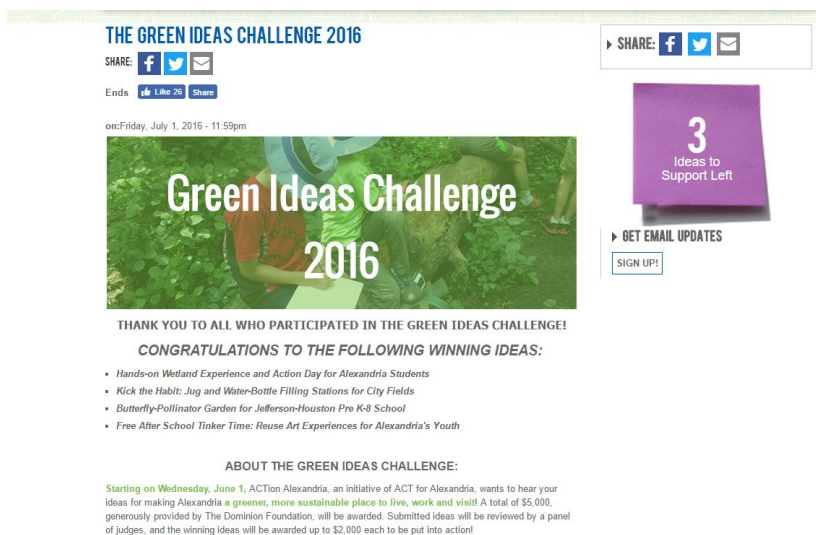 THE GREEN IDEAS CHALLENGE 2016
SHARE:
Ends
Like 26
Share
on:Friday, July 1, 2016 - 11:59pm
Green Ideas Challenge
2016
THANK YOU TO ALL WHO PARTICIPATED IN THE GREEN IDEAS CHALLENGE!
CONGRATULATIONS TO THE FOLLOWING WINNING IDEAS:
▪ Hands-on Wetland Experience and Action Day for Alexandria Students
▪ Kick the Habit: Jug and Water-Bottle Filling Stations for City Fields
▪ Butterfly-Pollinator Garden for Jefferson-Houston Pre K-8 School
▪ Free After School Tinker Time: Reuse Art Experiences for Alexandria's Youth
ABOUT THE GREEN IDEAS CHALLENGE:
Starting on Wednesday, June 1, ACTion Alexandria, an initiative of ACT for Alexandria, wants to hear your
ideas for making Alexandria a greener, more sustainable place to live, work and visit! A total of $5,000,
generously provided by The Dominion Foundation, will be awarded. Submitted ideas will be reviewed by a panel
of judges, and the winning ideas will be awarded up to $2,000 each to be put into action!
SHARE:
3
Ideas to
Support Left
GET EMAIL UPDATES
SIGN UP!